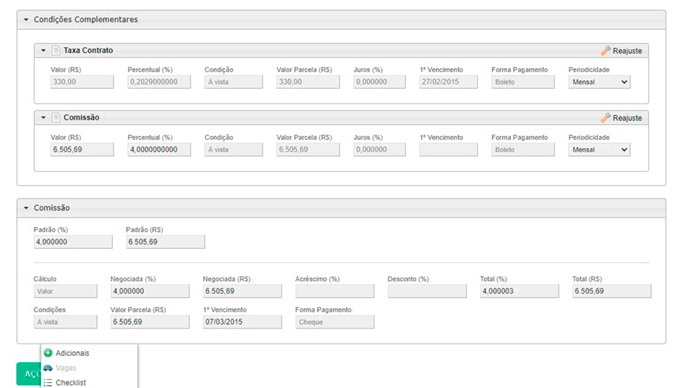 Condições Complementares
Taxa Contrato
Reajuste
Valor (R$) Percentual (%) Condição Valor Parcela (R$) Juros (%) 1º Vencimento Forma Pagamento Periodicidade
330,00 0,2029000000 À vista 330,00 0,000000 27/02/2015 Boleto Mensal
Comissão
Reajuste
Valor (R$) Percentual (%) Condição Valor Parcela (R$) Juros (%) 1º Vencimento Forma Pagamento Periodicidade
6.505,69 4,0000000000 À vista 6.505,69 0,000000 Boleto Mensal
Comissão
Padrão (%) Padrão (R$)
4,000000 6.505,69
Cálculo Negociada (%) Negociada (R$) Acréscimo (%) Desconto (%) Total (%) Total (R$)
Valor 4,000000 6.505,69 4,000003 6.505,69
Condições Valor Parcela (R$) 1º Vencimento Forma Pagamento
À vista 6.505,69 07/03/2015 Cheque
Adicionais
AÇ
Vagas
Checklist